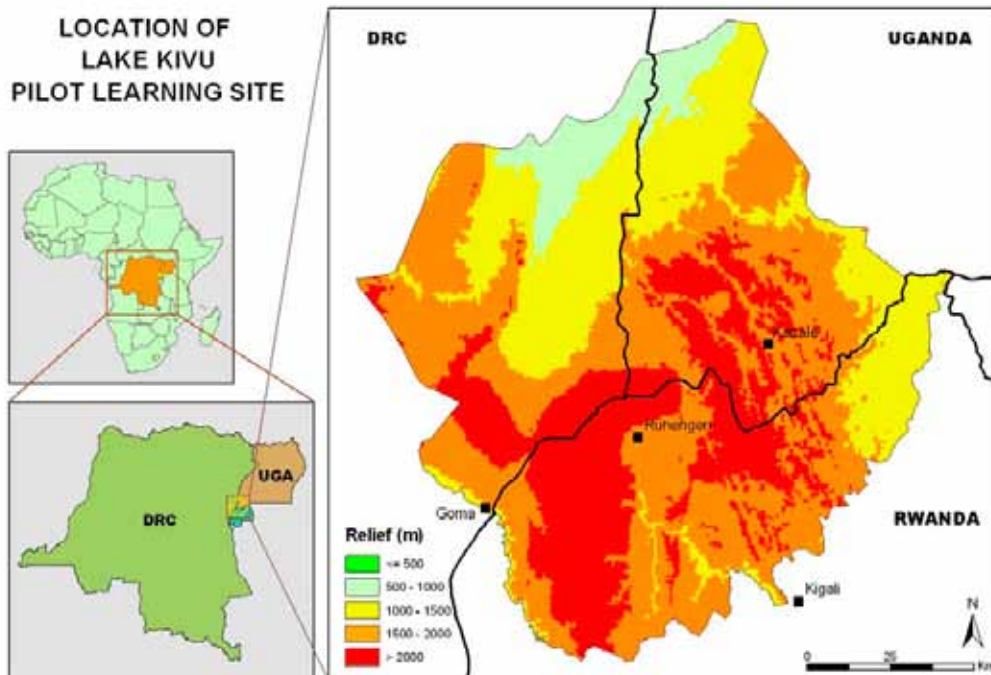 LOCATION OF
LAKE KIVU
PILOT LEARNING SITE
DRC
UGANDA
Kabale
Ruhengeri
Goma
RWANDA
Kigali
Relief (m)
<= 500
500 - 1000
1000 - 1500
1500 - 2000
> 2000
N
0 25
Km
UGA
DRC